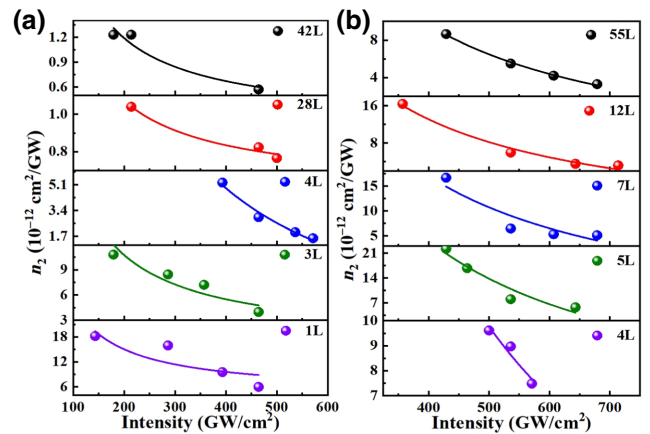 (a)
42L
1.2
0.9
0.6
28L
1.0
0.8
4L
5.1
3.4
1.7
3L
9
6
3
1L
18
12
6
n2 (10−12 cm2/GW)
100 200 300 400 500 600
Intensity (GW/cm2)
(b)
55L
8
4
12L
16
8
7L
15
10
5
5L
21
14
7
4L
10
9
8
7
n2 (10−12 cm2/GW)
400 500 600 700
Intensity (GW/cm2)